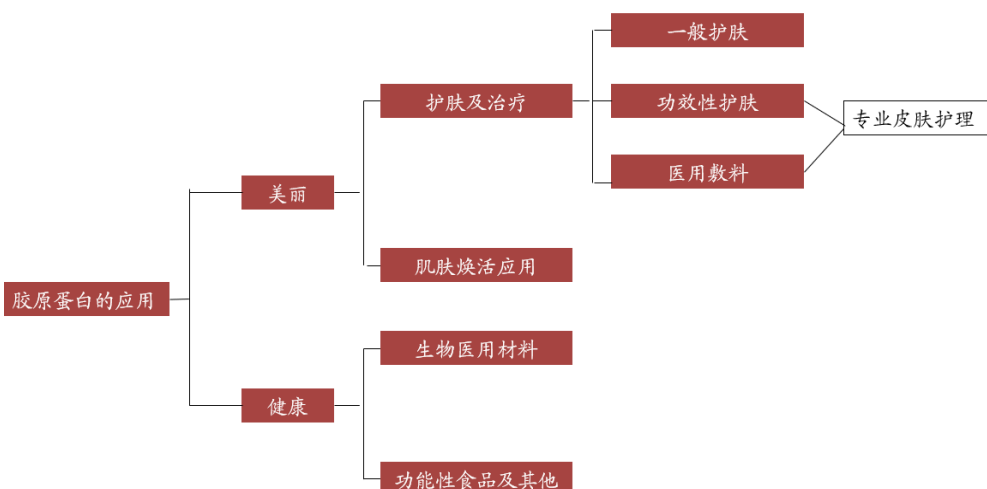 一般护肤
护肤及治疗
功效性护肤
专业皮肤护理
医用敷料
美丽
肌肤焕活应用
胶原蛋白的应用
生物医用材料
健康
功能性食品及其他